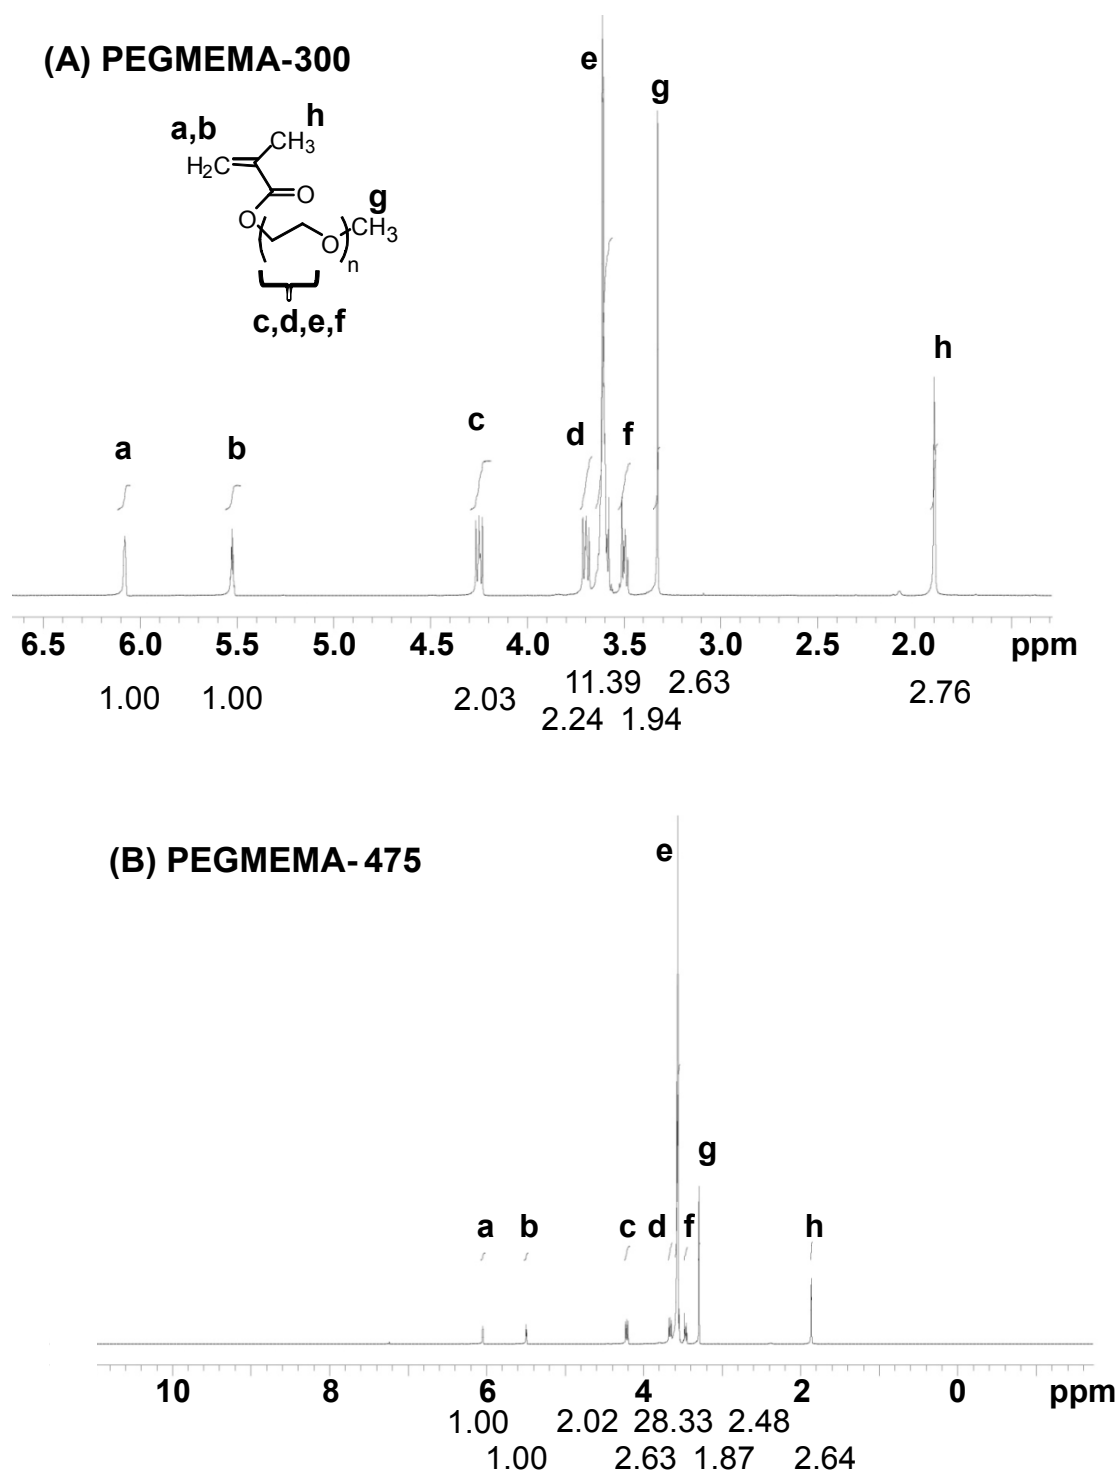 (A) PEGMEMA-300
e
g
a,b
h
H₂C
CH₃
O
g
O
CH₃
O
n
c,d,e,f
h
a
b
c
d
f
6.5 6.0 5.5 5.0 4.5 4.0 3.5 3.0 2.5 2.0 ppm
1.00 1.00 2.03 11.39 2.63 2.76
2.24 1.94
(B) PEGMEMA- 475
e
g
a b c d f h
10 8 6 4 2 0 ppm
1.00 2.02 28.33 2.48
1.00 2.63 1.87 2.64